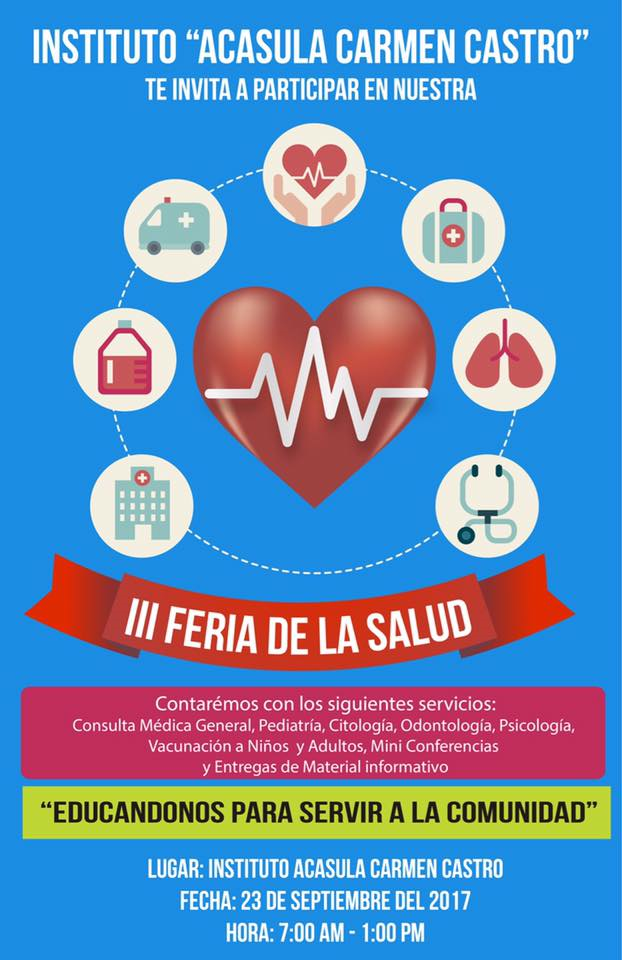 INSTITUTO “ACASULA CARMEN CASTRO”
TE INVITA A PARTICIPAR EN NUESTRA
III FERIA DE LA SALUD
Contarémos con los siguientes servicios:
Consulta Médica General, Pediatría, Citología, Odontología, Psicología,
Vacunación a Niños y Adultos, Mini Conferencias
y Entregas de Material informativo
“EDUCANDONOS PARA SERVIR A LA COMUNIDAD”
LUGAR: INSTITUTO ACASULA CARMEN CASTRO
FECHA: 23 DE SEPTIEMBRE DEL 2017
HORA: 7:00 AM - 1:00 PM